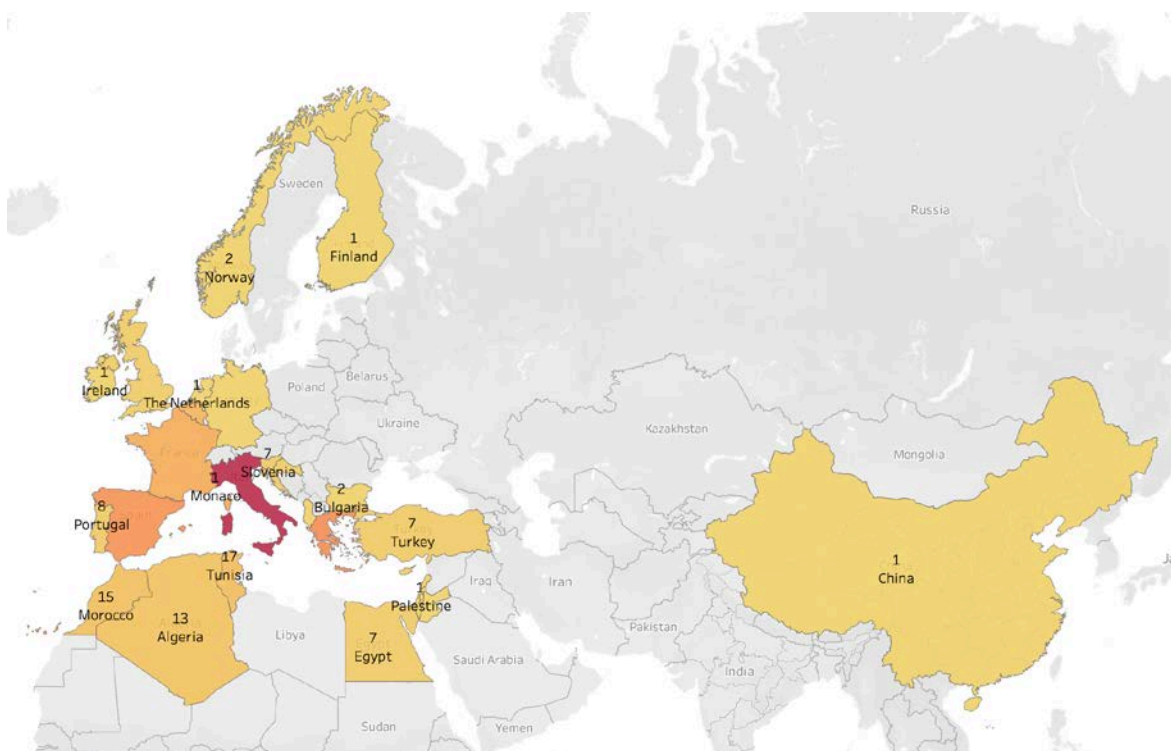 Sweden
Russia
1
Finland
2
Norway
1
Ireland
1
The Netherlands
Poland
Belarus
Ukraine
Kazakhstan
Mongolia
7
Slovenia
1
Monaco
2
Bulgaria
8
Portugal
7
Turkey
1
China
17
Tunisia
15
Morocco
13
Algeria
Libya
7
Egypt
1
Palestine
Iraq
Iran
Pakistan
India
Saudi Arabia
Sudan
Yemen